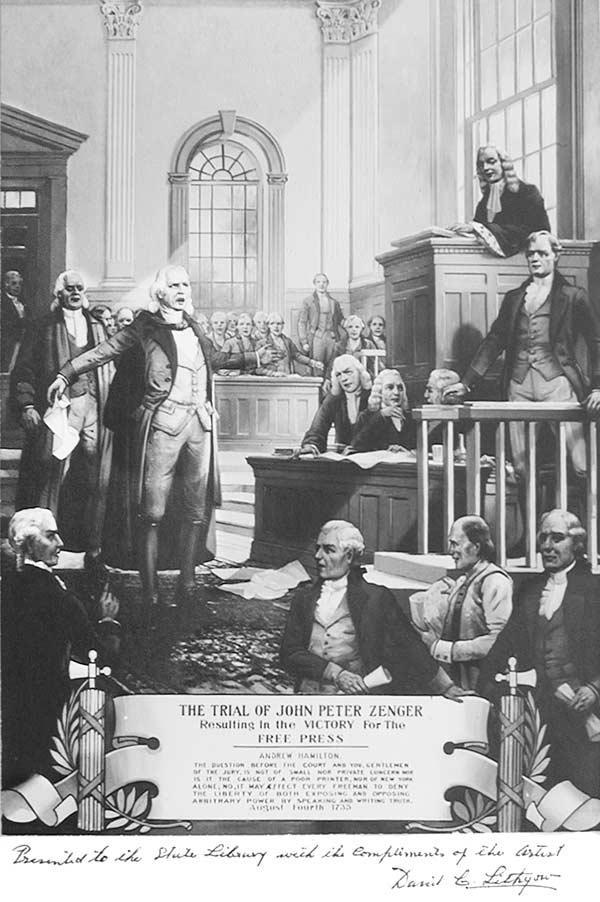 THE TRIAL OF JOHN PETER ZENGER
Resulting in the VICTORY For The
FREE PRESS
ANDREW HAMILTON.
THE QUESTION BEFORE THE COURT AND YOU, GENTLEMEN
OF THE JURY, IS NOT OF SMALL NOR PRIVATE CONCERN NOR
IS IT THE CAUSE OF A POOR PRINTER, NOR OF NEW YORK
ALONE, NO, IT MAY EFFECT EVERY FREEMAN TO DENY
THE LIBERTY OF BOTH EXPOSING AND OPPOSING
ARBITRARY POWER BY SPEAKING AND WRITING TRUTH.
August Fourth 1735
Presented to the State Library with the Compliments of the Artist
David C. Lithgow